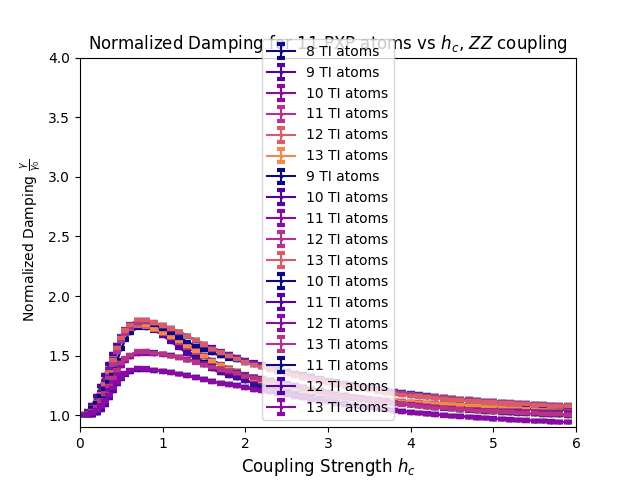 Normalized Damping for 11 PXP atoms vs $h_c$, $ZZ$ coupling
8 TI atoms
9 TI atoms
10 TI atoms
11 TI atoms
12 TI atoms
13 TI atoms
9 TI atoms
10 TI atoms
11 TI atoms
12 TI atoms
13 TI atoms
10 TI atoms
11 TI atoms
12 TI atoms
13 TI atoms
11 TI atoms
12 TI atoms
13 TI atoms
4.0
3.5
3.0
2.5
2.0
1.5
1.0
Normalized Damping $\frac{\gamma}{\gamma_0}$
0 1 2 3 4 5 6
Coupling Strength $h_c$